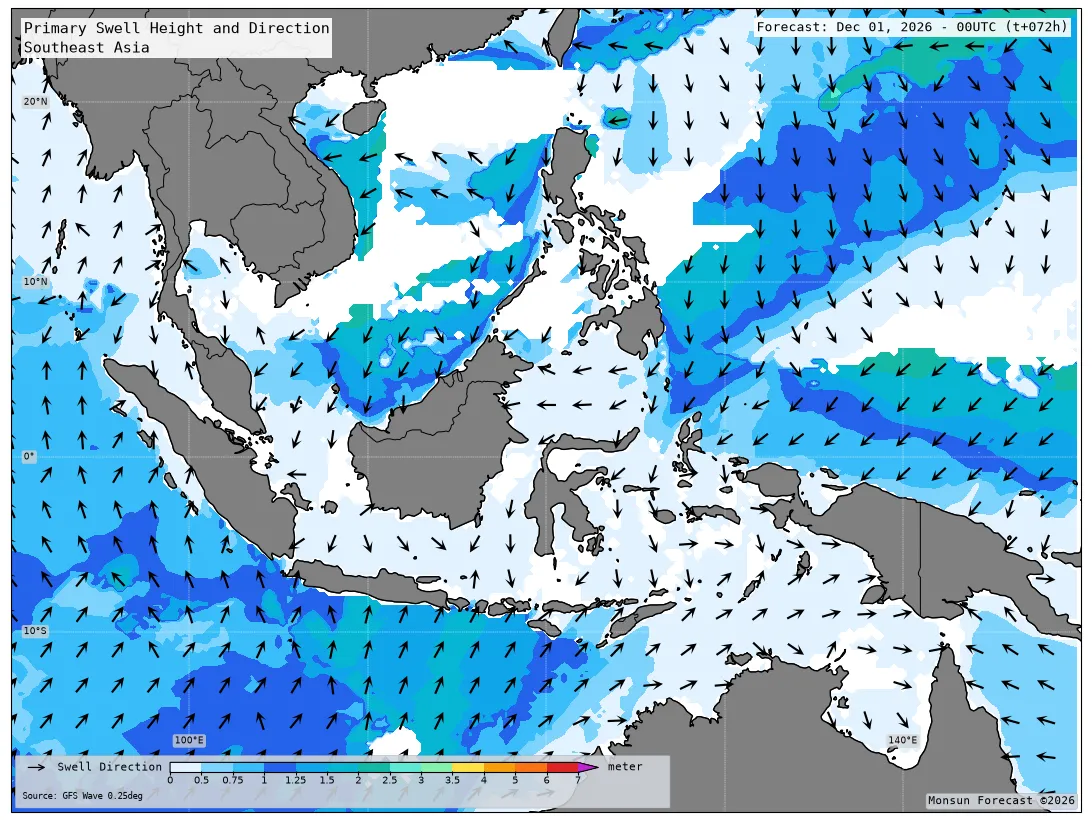 Primary Swell Height and Direction
Southeast Asia
Forecast: Dec 01, 2026 - 00UTC (t+072h)
20°N
10°N
0°
10°S
100°E
140°E
Swell Direction
meter
0 0.5 0.75 1 1.25 1.5 2 2.5 3 3.5 4 5 6 7
Source: GFS Wave 0.25deg
Monsun Forecast ©2026